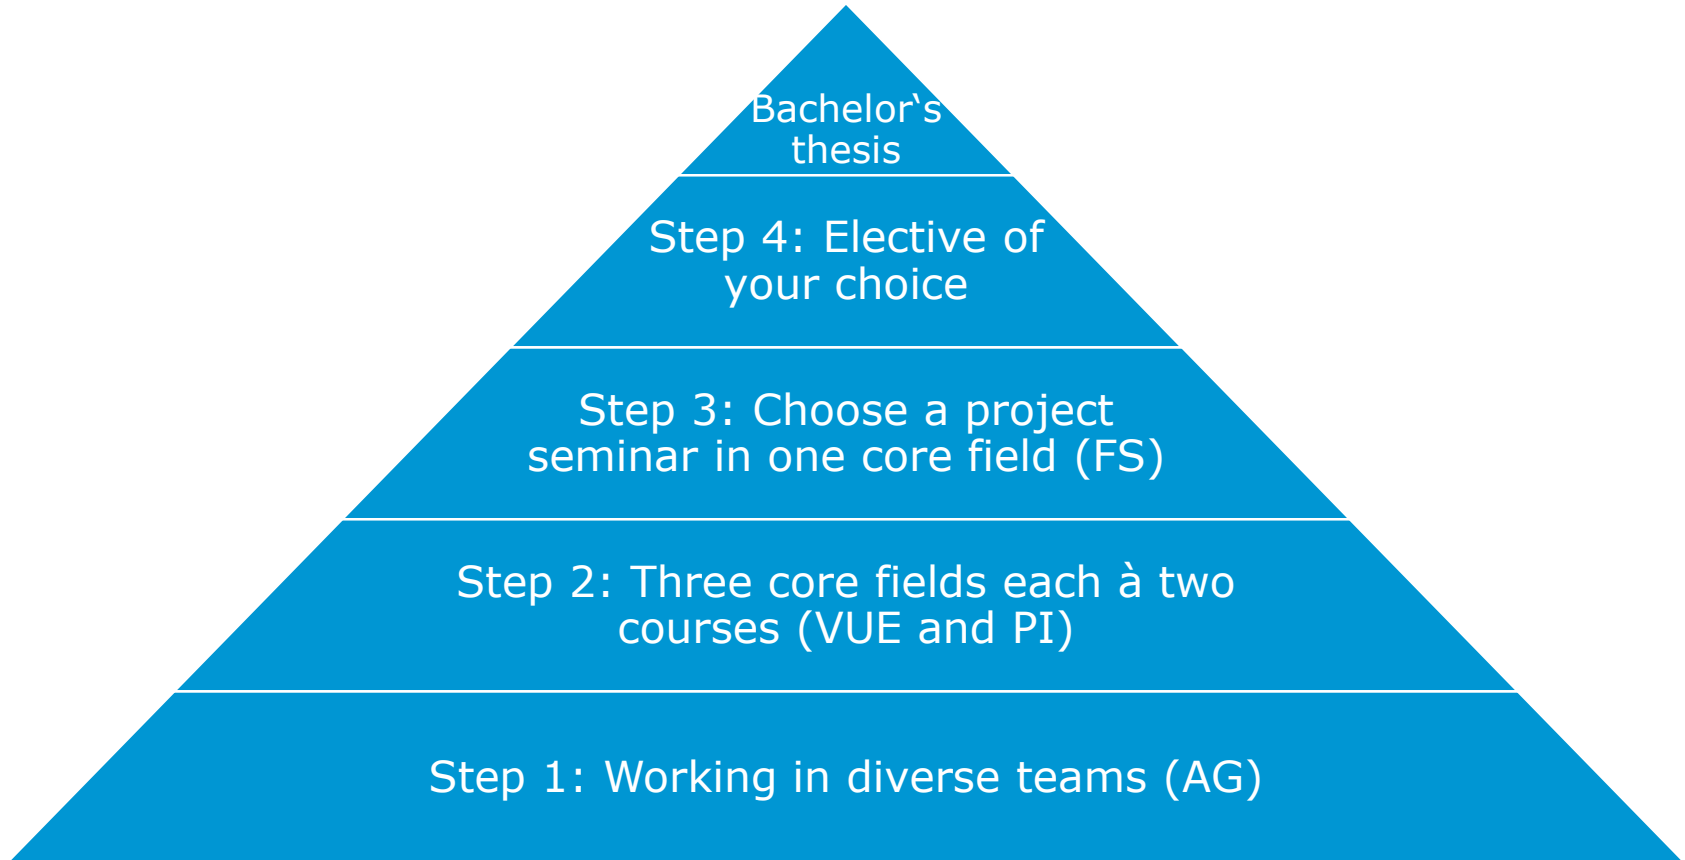 Bachelor‘s
thesis
Step 4: Elective of
your choice
Step 3: Choose a project
seminar in one core field (FS)
Step 2: Three core fields each à two
courses (VUE and PI)
Step 1: Working in diverse teams (AG)